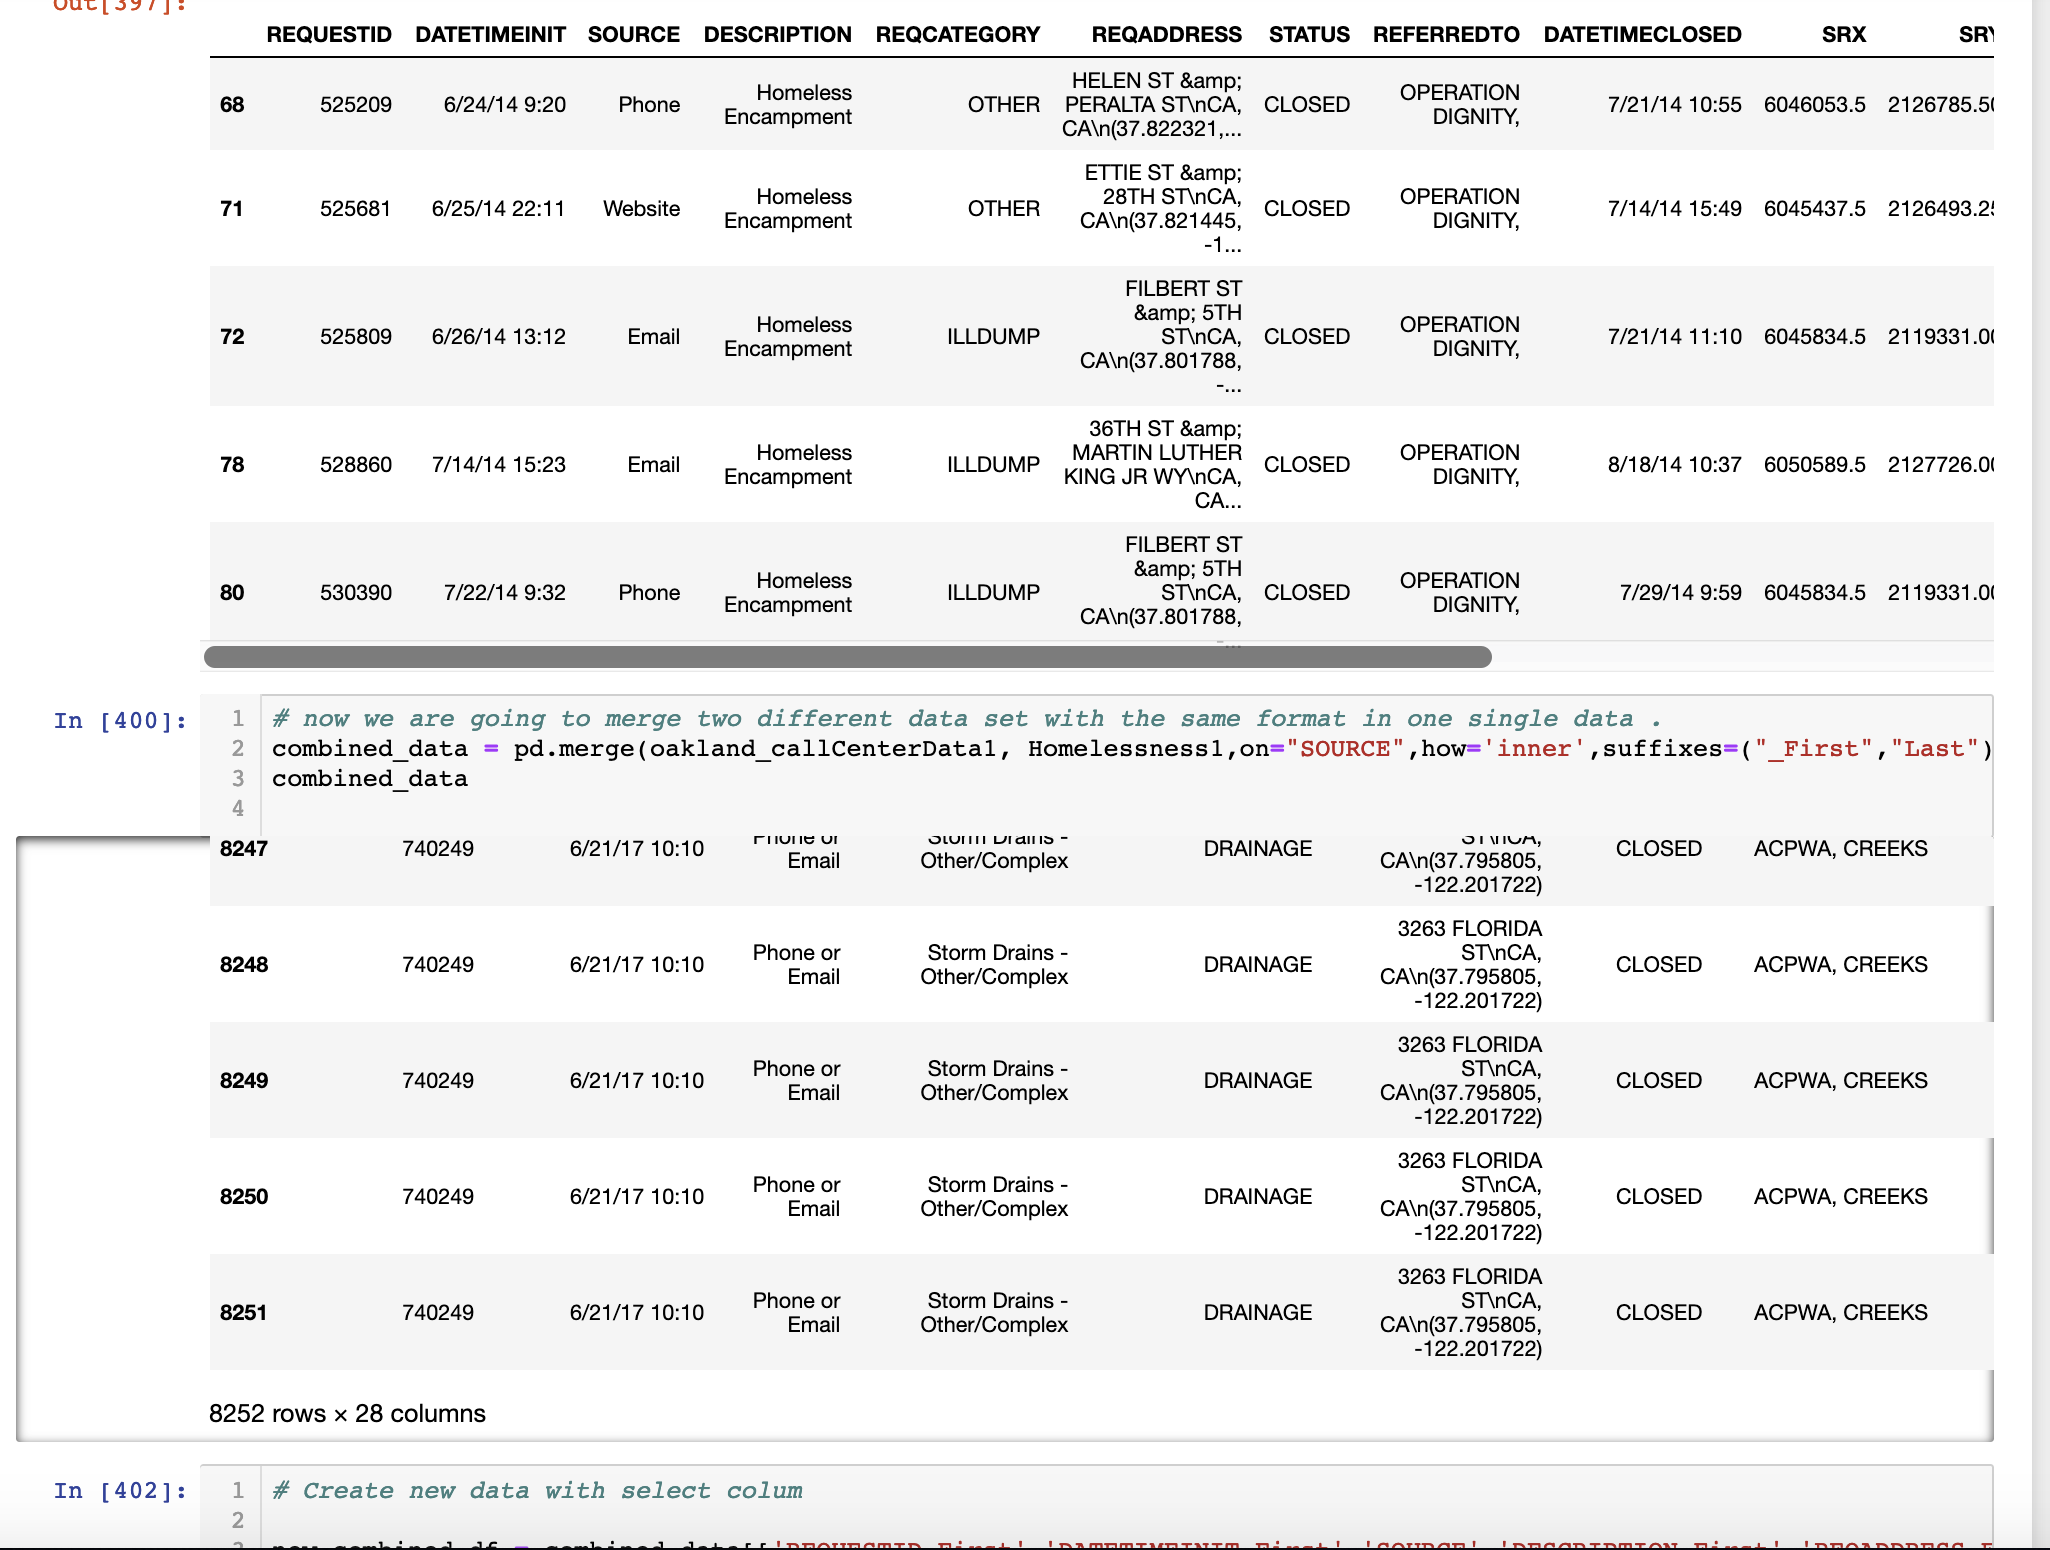 Out[397]:
REQUESTID DATETIMEINIT SOURCE DESCRIPTION REQCATEGORY REQADDRESS STATUS REFERREDTO DATETIMECLOSED SRX SRY
68 525209 6/24/14 9:20 Phone Homeless Encampment OTHER HELEN ST &amp; PERALTA ST\nCA, CA\n(37.822321,... CLOSED OPERATION DIGNITY, 7/21/14 10:55 6046053.5 2126785.50
71 525681 6/25/14 22:11 Website Homeless Encampment OTHER ETTIE ST &amp; 28TH ST\nCA, CA\n(37.821445, -1... CLOSED OPERATION DIGNITY, 7/14/14 15:49 6045437.5 2126493.25
72 525809 6/26/14 13:12 Email Homeless Encampment ILLDUMP FILBERT ST &amp; 5TH ST\nCA, CA\n(37.801788, -... CLOSED OPERATION DIGNITY, 7/21/14 11:10 6045834.5 2119331.00
78 528860 7/14/14 15:23 Email Homeless Encampment ILLDUMP 36TH ST &amp; MARTIN LUTHER KING JR WY\nCA, CA... CLOSED OPERATION DIGNITY, 8/18/14 10:37 6050589.5 2127726.00
80 530390 7/22/14 9:32 Phone Homeless Encampment ILLDUMP FILBERT ST &amp; 5TH ST\nCA, CA\n(37.801788, -... CLOSED OPERATION DIGNITY, 7/29/14 9:59 6045834.5 2119331.00
In [400]:
1 # now we are going to merge two different data set with the same format in one single data .
2 combined_data = pd.merge(oakland_callCenterData1, Homelessness1,on="SOURCE",how='inner',suffixes=("_First","Last")
3 combined_data
4
8247 740249 6/21/17 10:10 Phone or Email Storm Drains - Other/Complex DRAINAGE ST\nCA, CA\n(37.795805, -122.201722) CLOSED ACPWA, CREEKS
8248 740249 6/21/17 10:10 Phone or Email Storm Drains - Other/Complex DRAINAGE 3263 FLORIDA ST\nCA, CA\n(37.795805, -122.201722) CLOSED ACPWA, CREEKS
8249 740249 6/21/17 10:10 Phone or Email Storm Drains - Other/Complex DRAINAGE 3263 FLORIDA ST\nCA, CA\n(37.795805, -122.201722) CLOSED ACPWA, CREEKS
8250 740249 6/21/17 10:10 Phone or Email Storm Drains - Other/Complex DRAINAGE 3263 FLORIDA ST\nCA, CA\n(37.795805, -122.201722) CLOSED ACPWA, CREEKS
8251 740249 6/21/17 10:10 Phone or Email Storm Drains - Other/Complex DRAINAGE 3263 FLORIDA ST\nCA, CA\n(37.795805, -122.201722) CLOSED ACPWA, CREEKS
8252 rows × 28 columns
In [402]:
1 # Create new data with select colum
2
3 new_combined_df = combined_data[['REQUESTID_First','DATETIMEINIT_First','SOURCE','DESCRIPTION_First','REQADDRESS_F